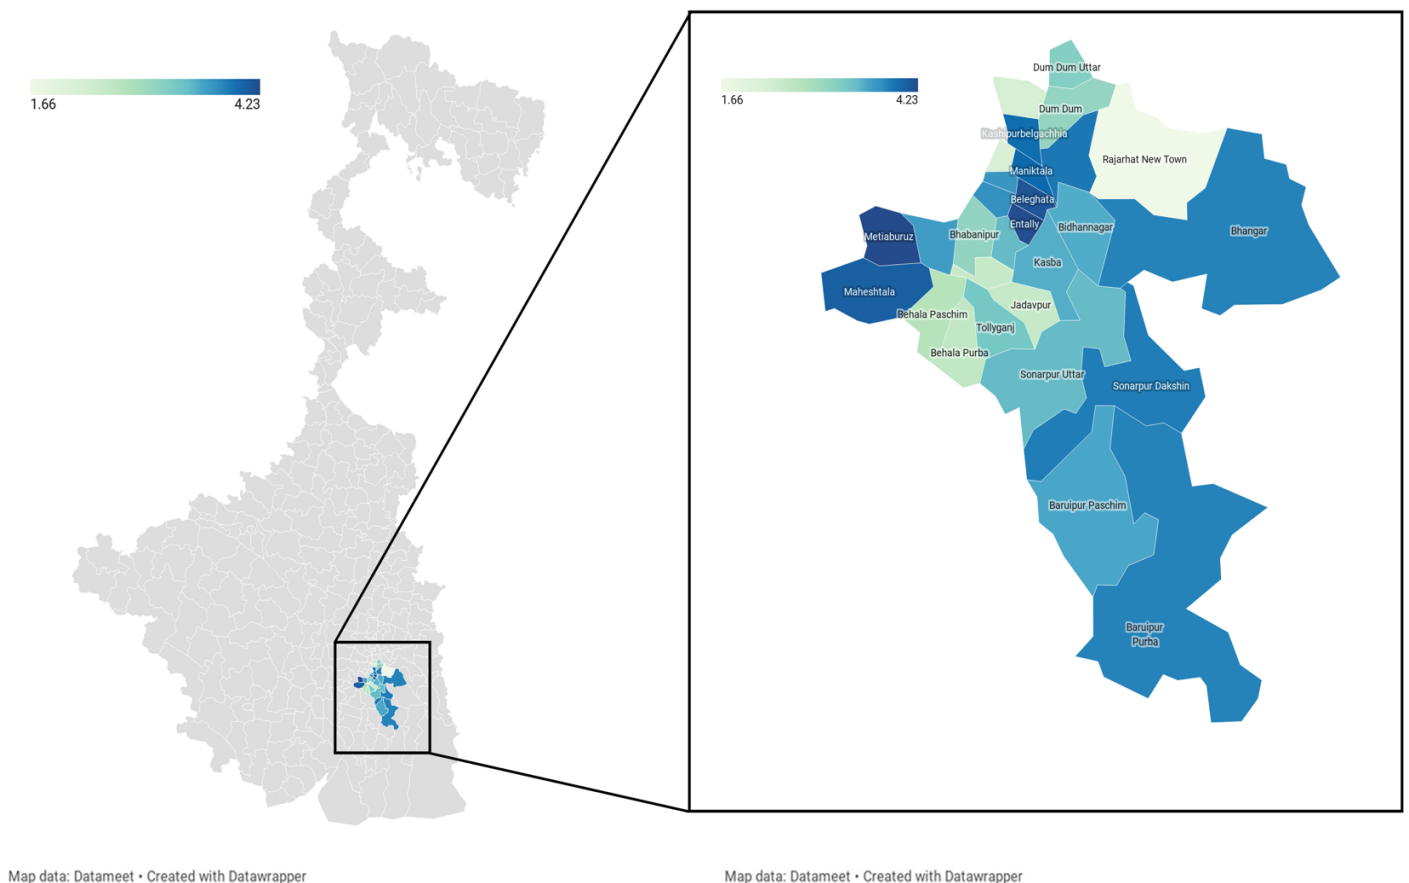 1.66 4.23
1.66 4.23
Dum Dum Uttar
Dum Dum
Kashipurbelgachhia
Rajarhat New Town
Maniktala
Beleghata
Entally
Bidhannagar
Bhangar
Metiaburuz
Bhabanipur
Kasba
Maheshtala
Jadavpur
Behala Paschim
Tollyganj
Behala Purba
Sonarpur Uttar
Sonarpur Dakshin
Baruipur Paschim
Baruipur
Purba
Map data: Datameet • Created with Datawrapper
Map data: Datameet • Created with Datawrapper